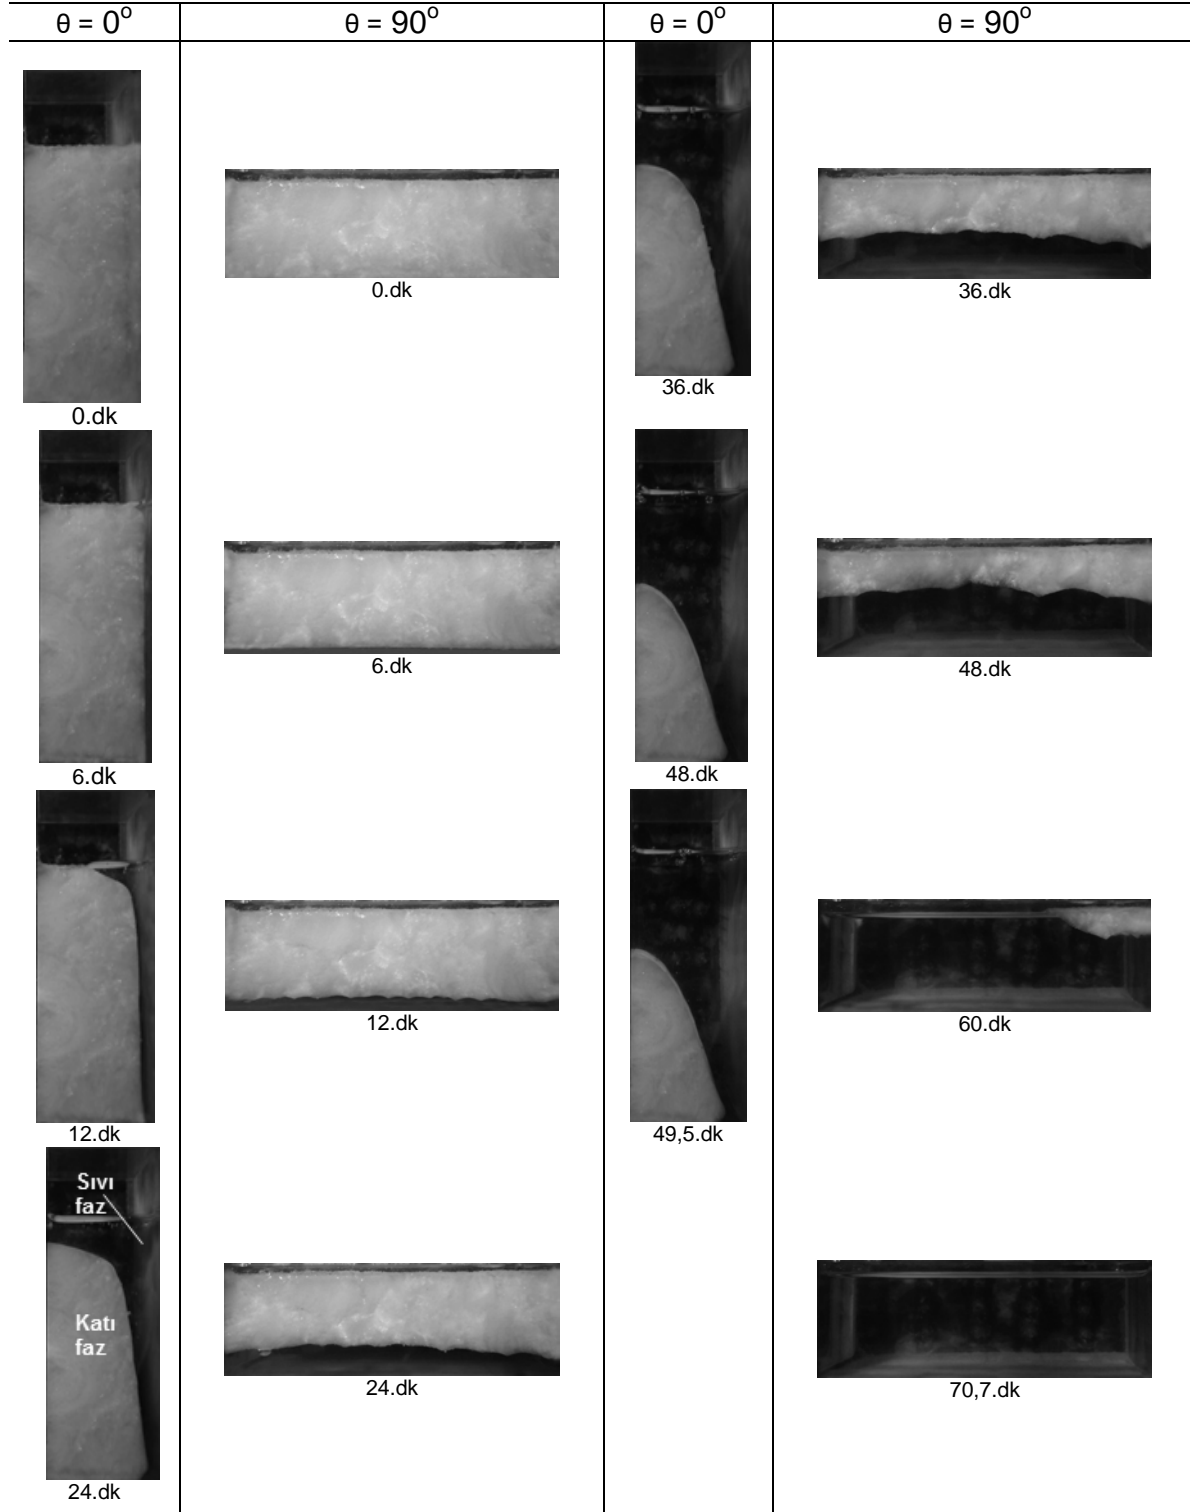 θ = 0° θ = 90° θ = 0° θ = 90°
0.dk
0.dk
6.dk
6.dk
12.dk
12.dk
Sıvı
faz
Katı
faz
24.dk
24.dk
36.dk
36.dk
48.dk
48.dk
49,5.dk
60.dk
70,7.dk